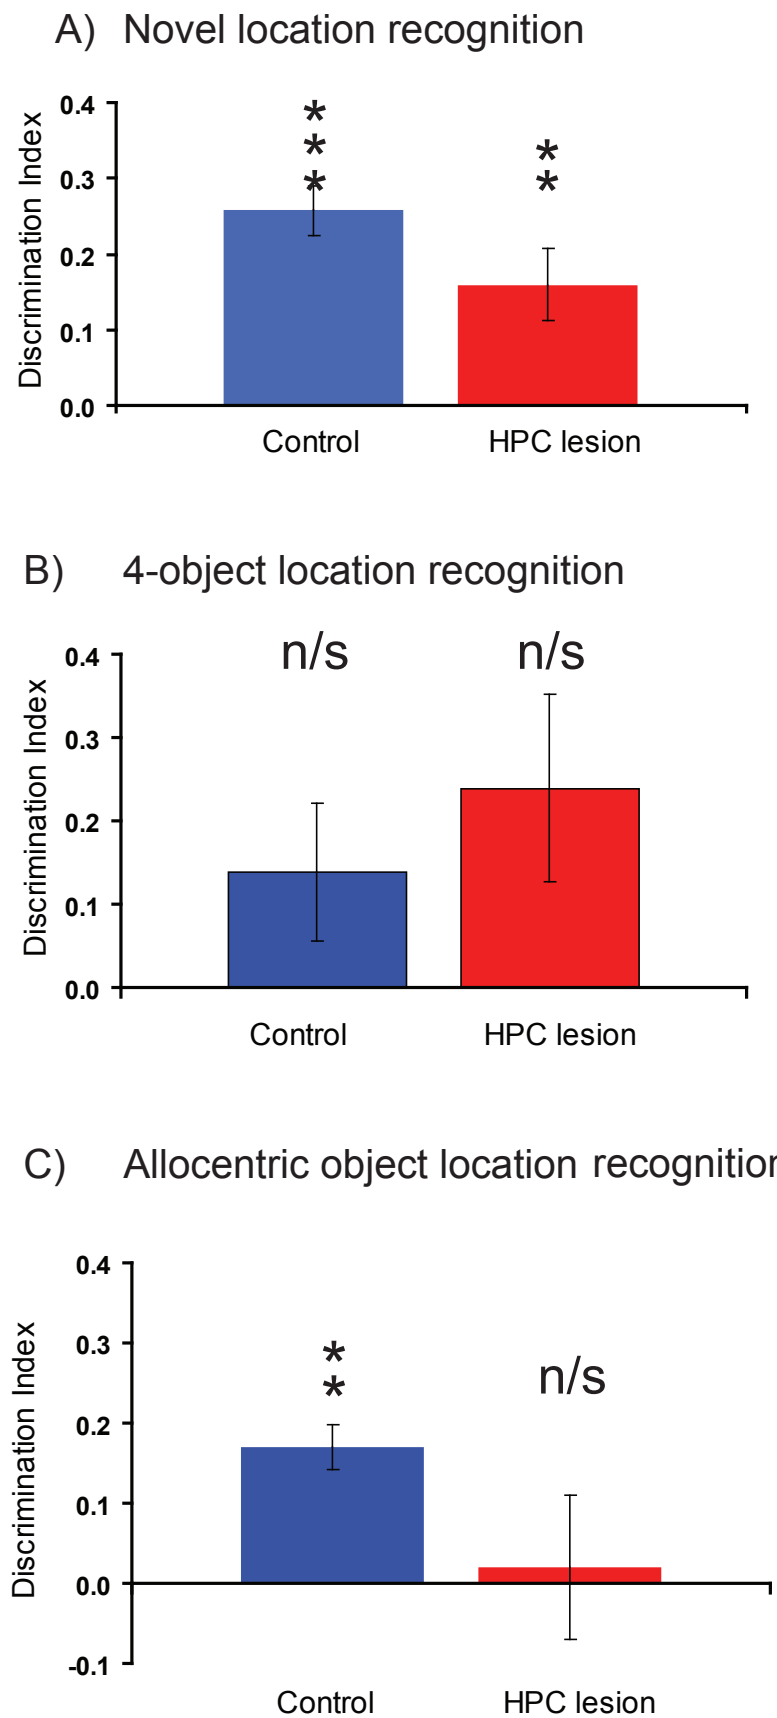 A) Novel location recognition
0.4
0.3
0.2
0.1
0.0
Discrimination Index
*
*
*
*
*
Control HPC lesion
B) 4-object location recognition
0.4
0.3
0.2
0.1
0.0
Discrimination Index
n/s n/s
Control HPC lesion
C) Allocentric object location recognition
0.4
0.3
0.2
0.1
0.0
-0.1
Discrimination Index
*
*
n/s
Control HPC lesion